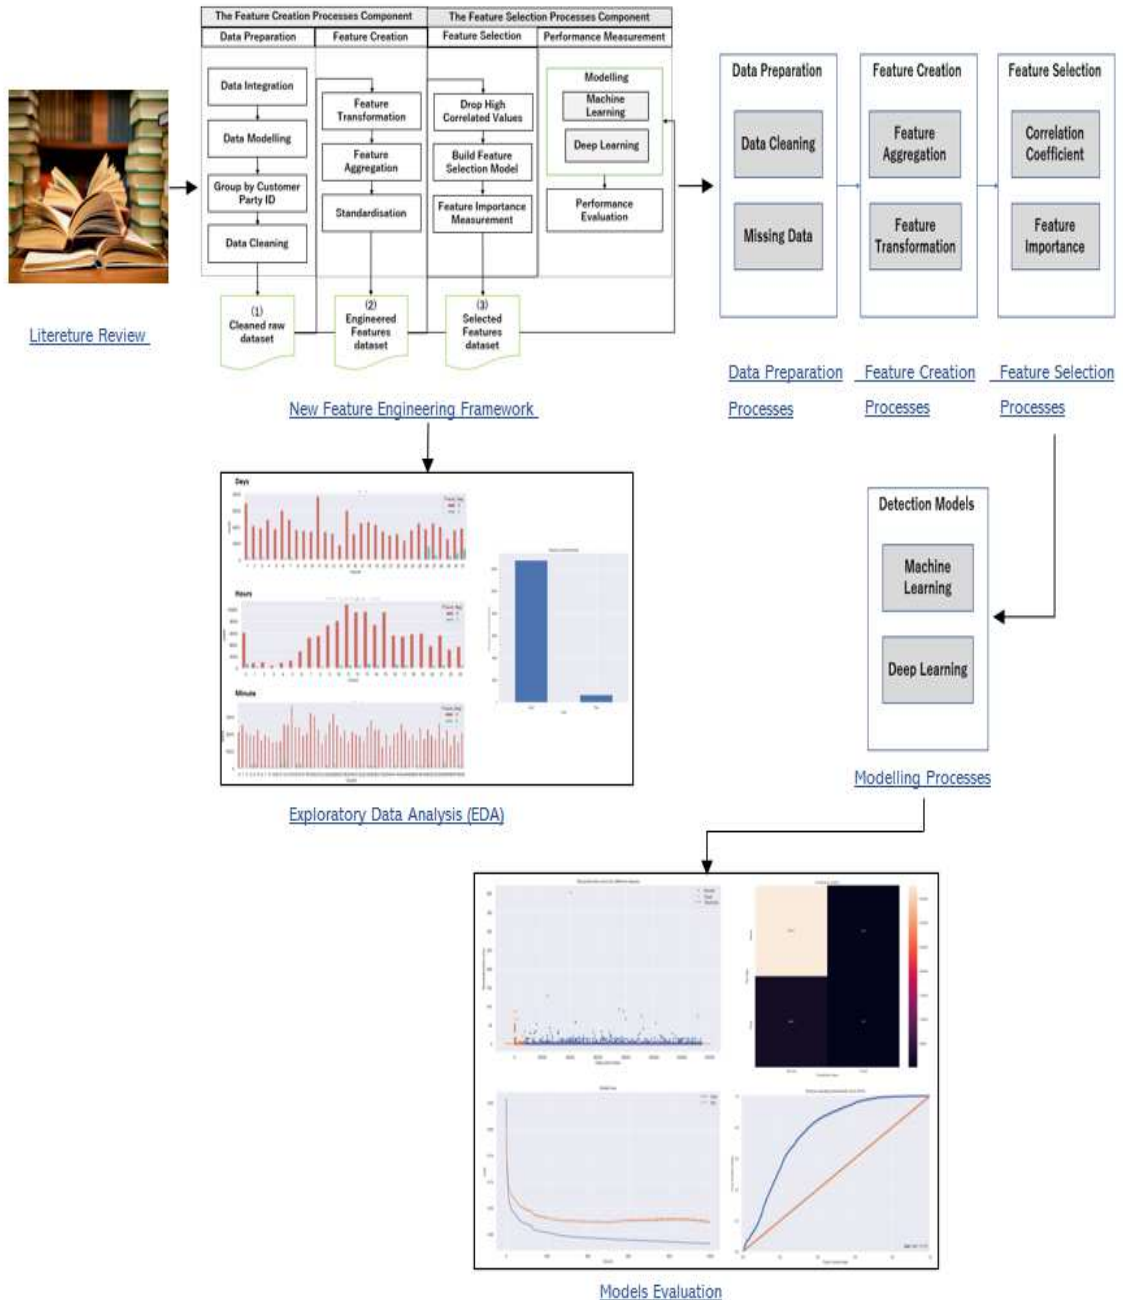 The Feature Creation Processes Component
The Feature Selection Processes Component
Data Preparation
Feature Creation
Feature Selection
Performance Measurement
Data Integration
Data Modelling
Group by Customer
Party ID
Data Cleaning
Feature
Transformation
Feature
Aggregation
Standardisation
Drop High
Correlated Values
Build Feature
Selection Model
Feature Importance
Measurement
Modelling
Machine
Learning
Deep Learning
Performance
Evaluation
(1)
Cleaned raw
dataset
(2)
Engineered
Features
dataset
(3)
Selected
Features
dataset
Litereture Review
New Feature Engineering Framework
Data Preparation
Data Cleaning
Missing Data
Feature Creation
Feature
Aggregation
Feature
Transformation
Feature Selection
Correlation
Coefficient
Feature
Importance
Data Preparation
Processes
Feature Creation
Processes
Feature Selection
Processes
Days
Hours
Minute
Exploratory Data Analysis (EDA)
Detection Models
Machine
Learning
Deep Learning
Modelling Processes
Models Evaluation